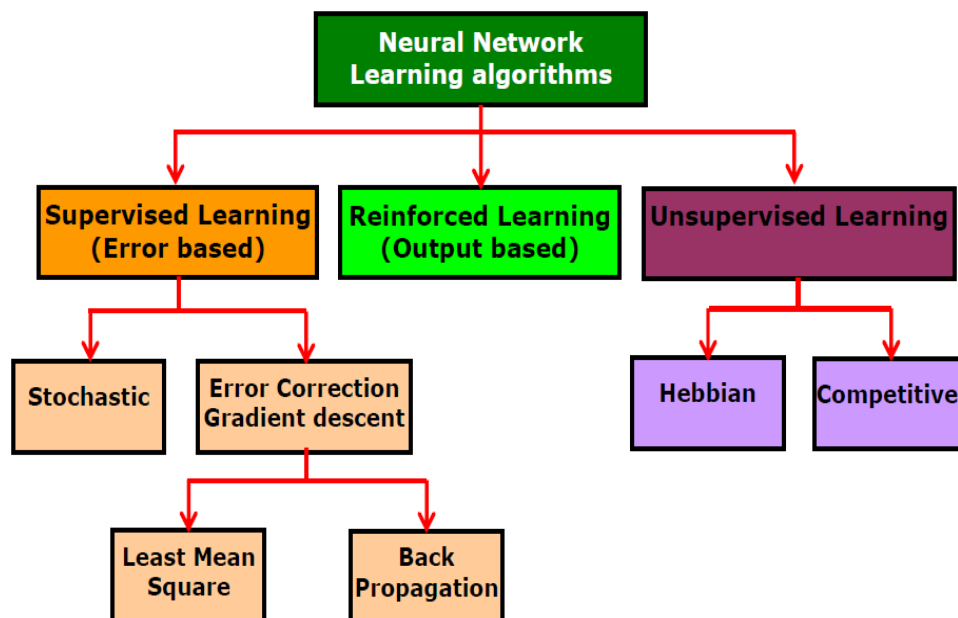 Neural Network
Learning algorithms
Supervised Learning
(Error based)
Reinforced Learning
(Output based)
Unsupervised Learning
Stochastic
Error Correction
Gradient descent
Hebbian
Competitive
Least Mean
Square
Back
Propagation